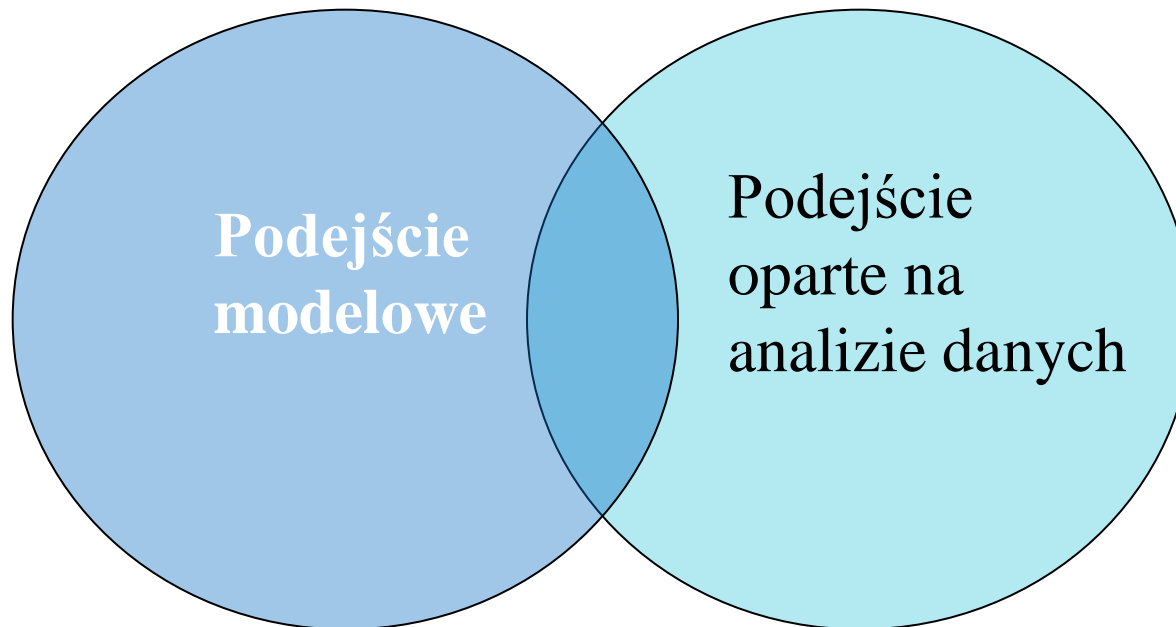 Podejście
modelowe
Podejście
oparte na
analizie danych